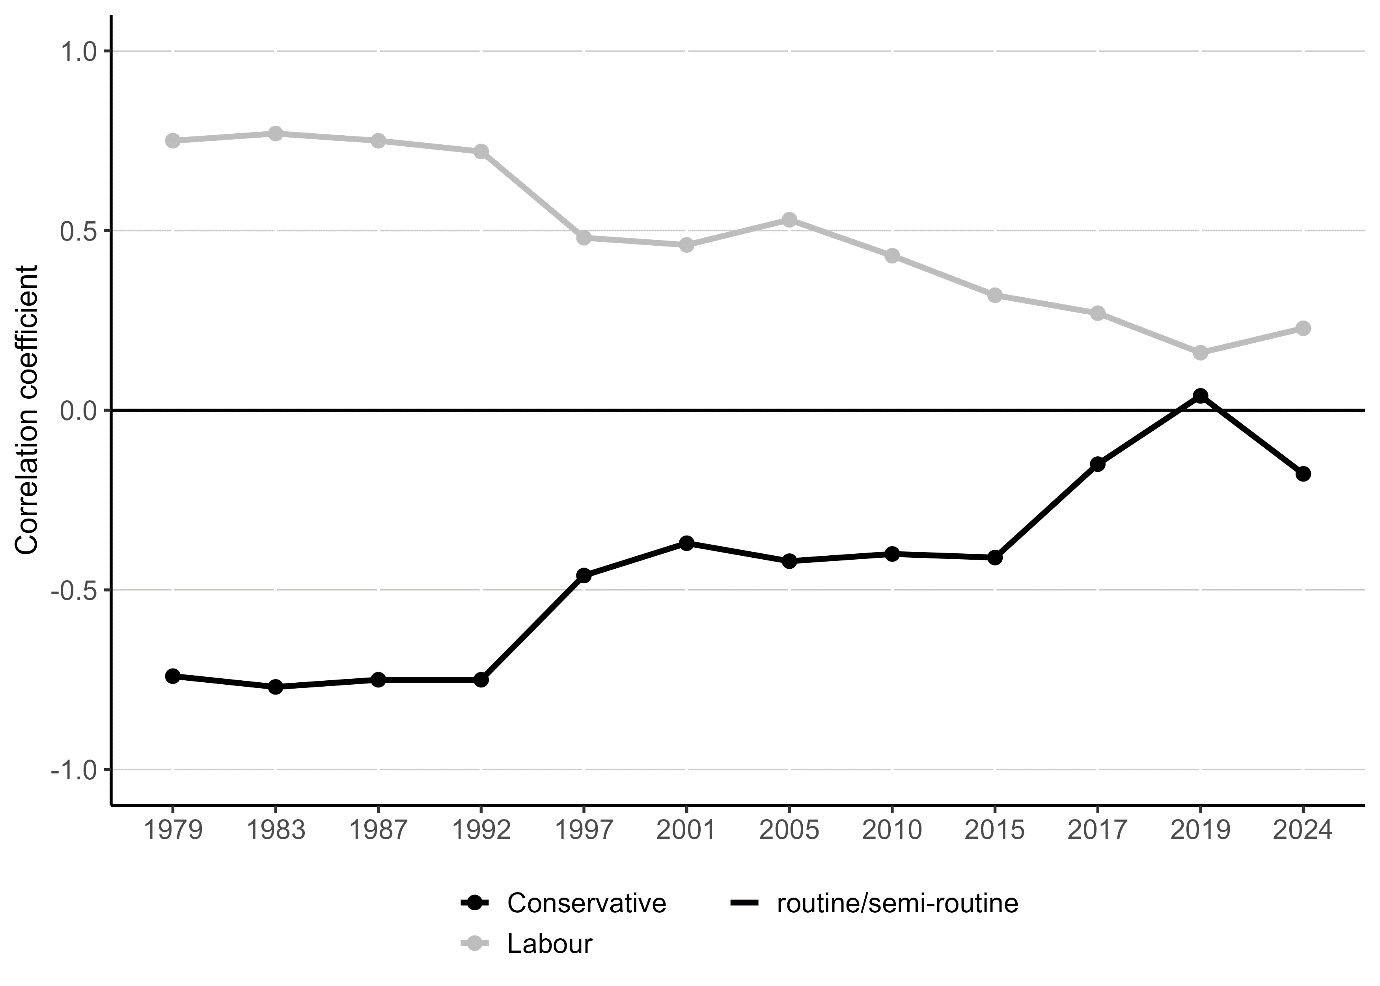 Correlation coefficient
1.0
0.5
0.0
-0.5
-1.0
1979 1983 1987 1992 1997 2001 2005 2010 2015 2017 2019 2024
Conservative routine/semi-routine
Labour